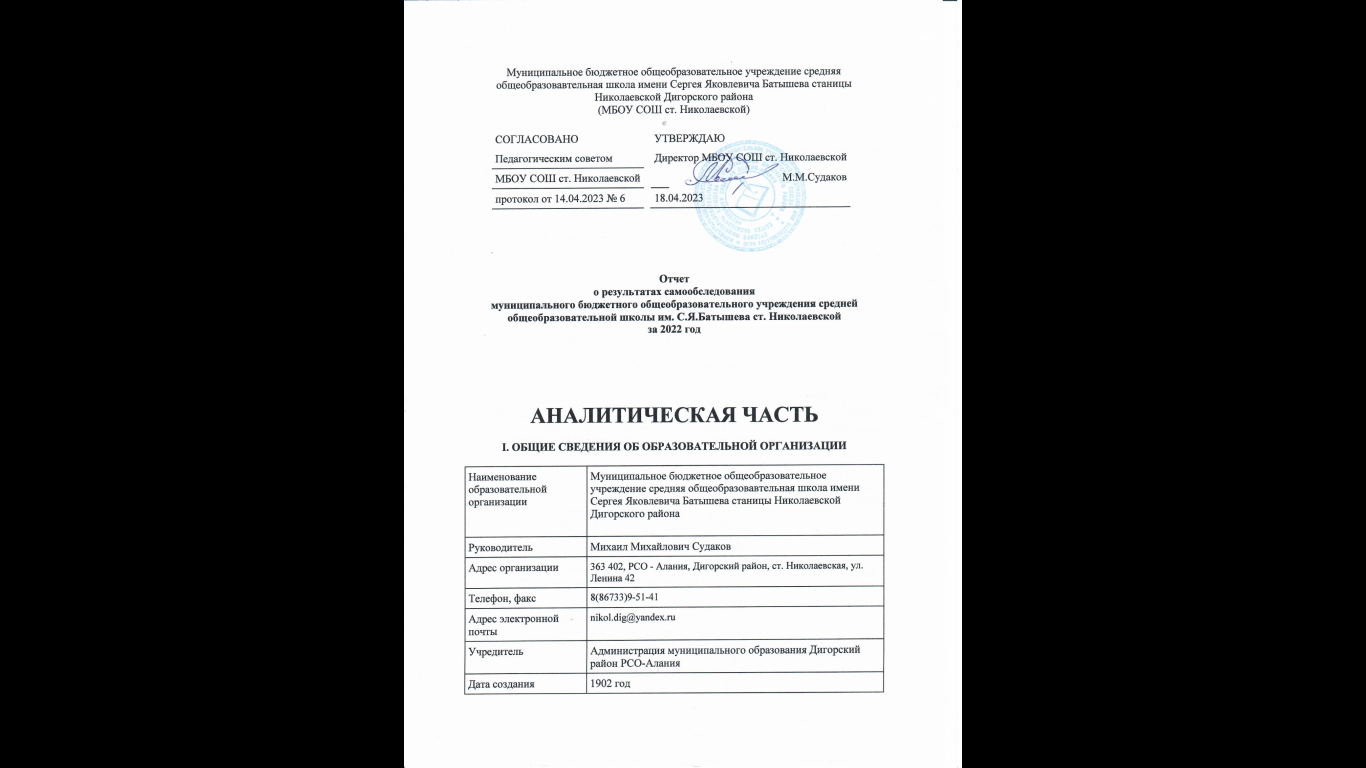 Муниципальное бюджетное общеобразовательное учреждение средняя
общеобразовавтельная школа имени Сергея Яковлевича Батышева станицы
Николаевской Дигорского района
(МБОУ СОШ ст. Николаевской)
СОГЛАСОВАНО
Педагогическим советом
МБОУ СОШ ст. Николаевской
протокол от 14.04.2023 № 6
УТВЕРЖДАЮ
Директор МБОУ СОШ ст. Николаевской
М.М.Судаков
18.04.2023
Отчет
о результатах самообследования
муниципального бюджетного общеобразовательного учреждения средней
общеобразовательной школы им. С.Я.Батышева ст. Николаевской
за 2022 год
АНАЛИТИЧЕСКАЯ ЧАСТЬ
I. ОБЩИЕ СВЕДЕНИЯ ОБ ОБРАЗОВАТЕЛЬНОЙ ОРГАНИЗАЦИИ
Наименование
образовательной
организации
Муниципальное бюджетное общеобразовательное
учреждение средняя общеобразовавтельная школа имени
Сергея Яковлевича Батышева станицы Николаевской
Дигорского района
Руководитель
Михаил Михайлович Судаков
Адрес организации
363 402, РСО - Алания, Дигорский район, ст. Николаевская, ул.
Ленина 42
Телефон, факс
8(86733)9-51-41
Адрес электронной
почты
nikol.dig@yandex.ru
Учредитель
Администрация муниципального образования Дигорский
район РСО-Алания
Дата создания
1902 год